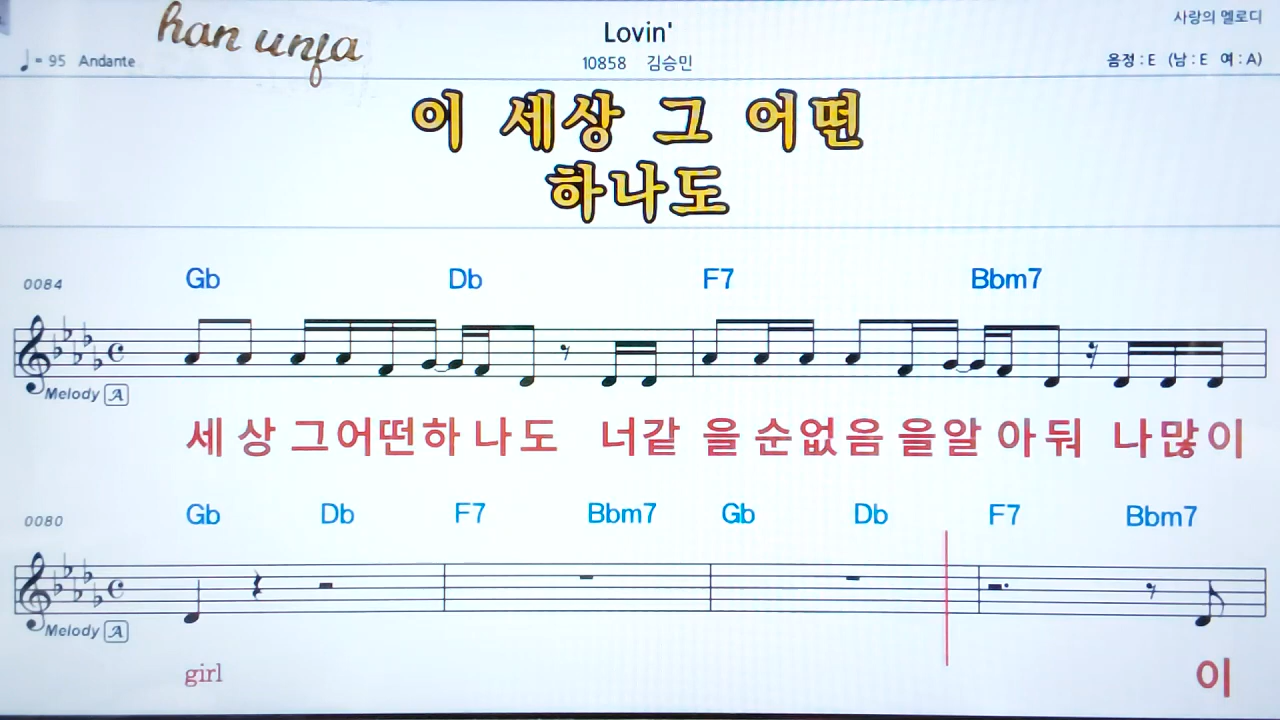 han unja
Lovin'
사랑의 멜로디
♩ = 95 Andante
10858 김승민
음정 : E (남 : E 여 : A)
이 세상 그 어떤
하나도
0084
Gb Db F7 Bbm7
Melody A
세 상 그어떤하 나도 너같 을 순없음 을알 아둬 나많이
0080
Gb Db F7 Bbm7 Gb Db F7 Bbm7
Melody A
girl 이